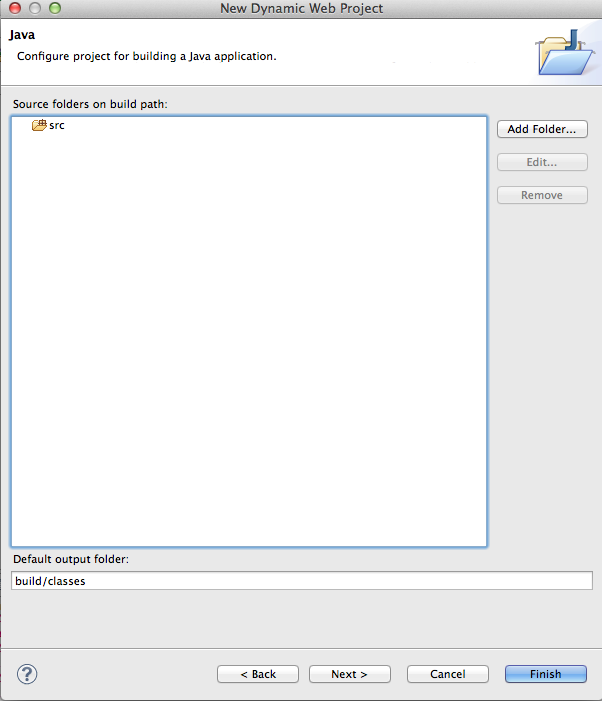 New Dynamic Web Project
Java
Configure project for building a Java application.
Source folders on build path:
src
Add Folder...
Edit...
Remove
Default output folder:
build/classes
?
< Back
Next >
Cancel
Finish